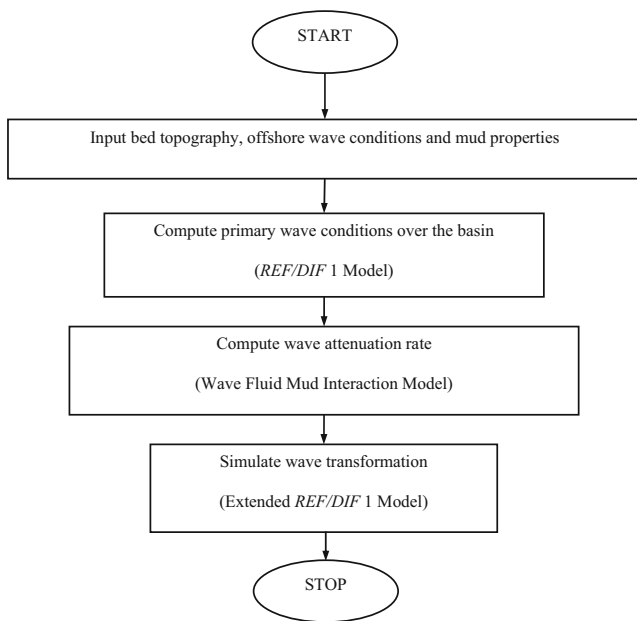 START
Input bed topography, offshore wave conditions and mud properties
Compute primary wave conditions over the basin
(REF/DIF 1 Model)
Compute wave attenuation rate
(Wave Fluid Mud Interaction Model)
Simulate wave transformation
(Extended REF/DIF 1 Model)
STOP